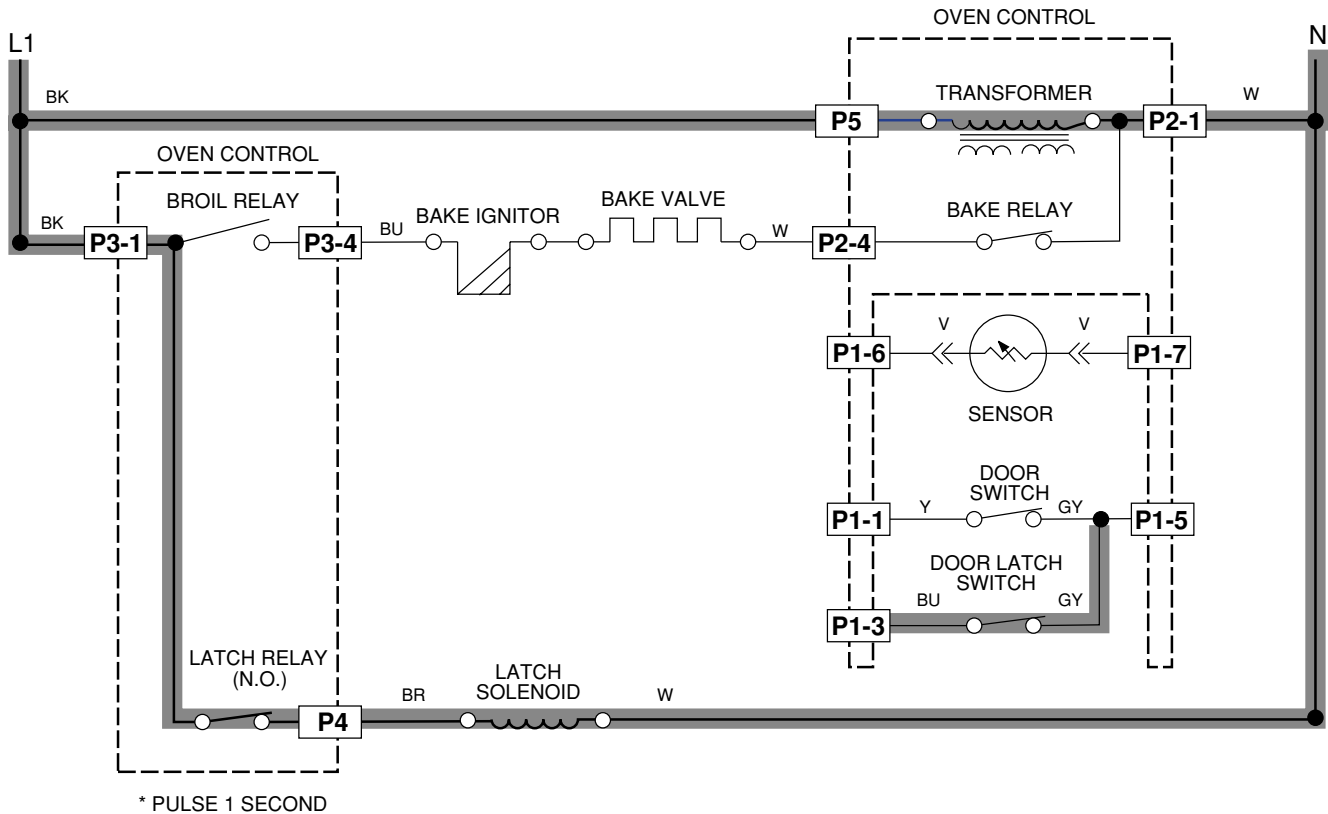 OVEN CONTROL
L1
N
BK
TRANSFORMER
W
P5
P2-1
OVEN CONTROL
BROIL RELAY
BAKE IGNITOR
BAKE VALVE
BAKE RELAY
BK
P3-1
P3-4
BU
W
P2-4
V
V
P1-6
P1-7
SENSOR
DOOR
SWITCH
P1-1
Y
GY
P1-5
DOOR LATCH
SWITCH
BU
GY
P1-3
LATCH RELAY
(N.O.)
LATCH
SOLENOID
P4
BR
W
* PULSE 1 SECOND